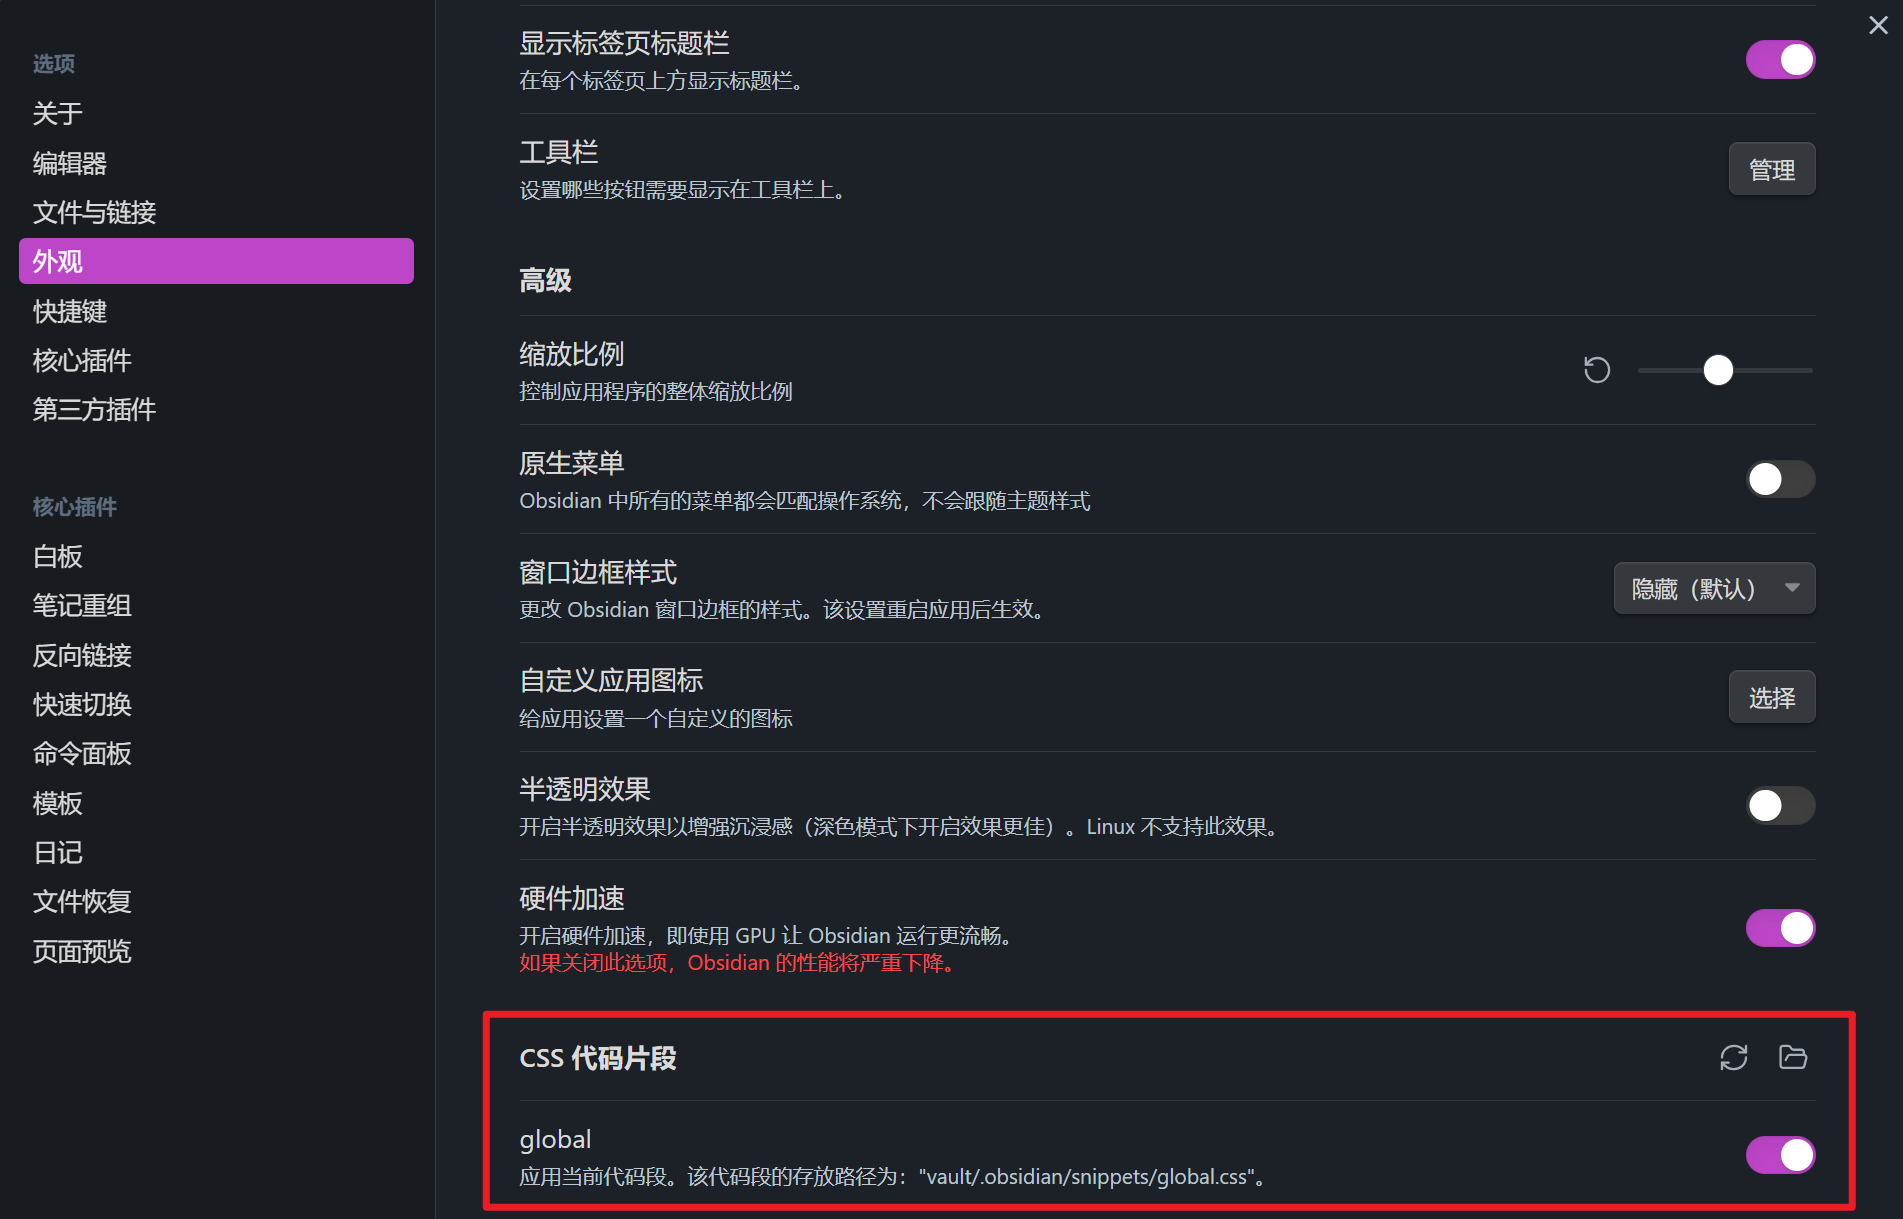 选项
关于
编辑器
文件与链接
外观
快捷键
核心插件
第三方插件
核心插件
白板
笔记重组
反向链接
快速切换
命令面板
模板
日记
文件恢复
页面预览
显示标签页标题栏
在每个标签页上方显示标题栏。
工具栏
设置哪些按钮需要显示在工具栏上。
管理
高级
缩放比例
控制应用程序的整体缩放比例
原生菜单
Obsidian 中所有的菜单都会匹配操作系统，不会跟随主题样式
窗口边框样式
更改 Obsidian 窗口边框的样式。该设置重启应用后生效。
隐藏（默认）
自定义应用图标
给应用设置一个自定义的图标
选择
半透明效果
开启半透明效果以增强沉浸感（深色模式下开启效果更佳）。Linux 不支持此效果。
硬件加速
开启硬件加速，即使用 GPU 让 Obsidian 运行更流畅。
如果关闭此选项，Obsidian 的性能将严重下降。
CSS 代码片段
global
应用当前代码段。该代码段的存放路径为："vault/.obsidian/snippets/global.css"。